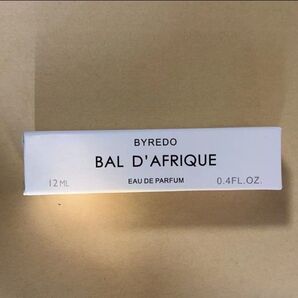 BYREDO
BAL D'AFRIQUE
12ML EAU DE PARFUM 0.4FL.OZ.